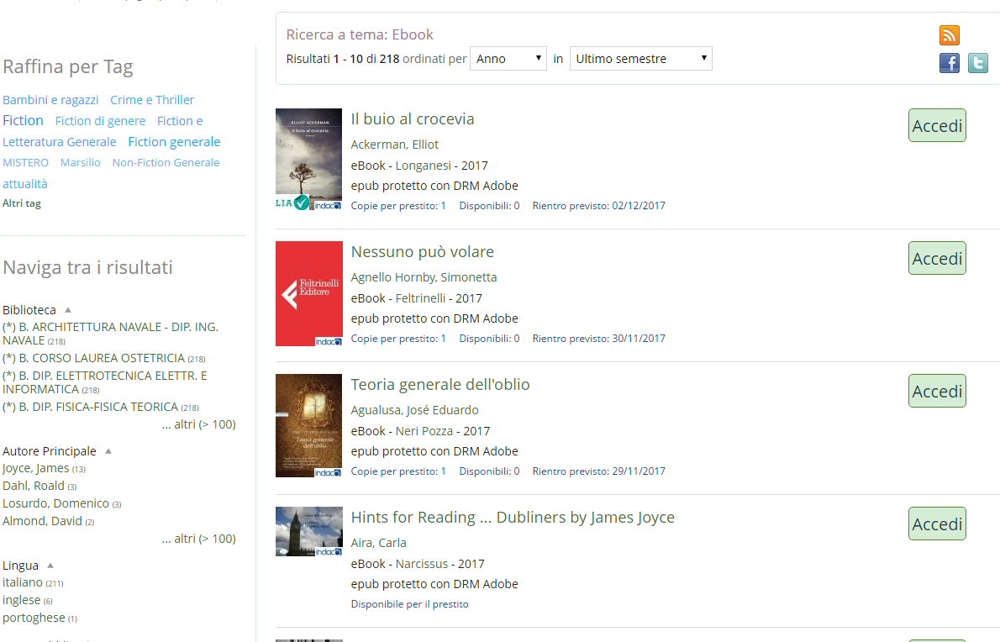 Raffina per Tag
Bambini e ragazzi Crime e Thriller
Fiction Fiction di genere Fiction e
Letteratura Generale Fiction generale
MISTERO Marsilio Non-Fiction Generale
attualità
Altri tag
Naviga tra i risultati
Biblioteca
(*) B. ARCHITETTURA NAVALE - DIP. ING.
NAVALE (218)
(*) B. CORSO LAUREA OSTETRICIA (218)
(*) B. DIP. ELETTROTECNICA ELETTR. E
INFORMATICA (218)
(*) B. DIP. FISICA-FISICA TEORICA (218)
... altri (> 100)
Autore Principale
Joyce, James (13)
Dahl, Roald (3)
Losurdo, Domenico (3)
Almond, David (2)
... altri (> 100)
Lingua
italiano (211)
inglese (6)
portoghese (1)
Ricerca a tema: Ebook
Risultati 1 - 10 di 218 ordinati per Anno in Ultimo semestre
ELLIOT ACKERMAN
Il buio al crocevia
LIA
indaco
Il buio al crocevia
Accedi
Ackerman, Elliot
eBook - Longanesi - 2017
epub protetto con DRM Adobe
Copie per prestito: 1 Disponibili: 0 Rientro previsto: 02/12/2017
Feltrinelli
Editore
indaco
Nessuno può volare
Accedi
Agnello Hornby, Simonetta
eBook - Feltrinelli - 2017
epub protetto con DRM Adobe
Copie per prestito: 1 Disponibili: 0 Rientro previsto: 30/11/2017
Teoria generale
dell'oblio
indaco
Teoria generale dell'oblio
Accedi
Agualusa, José Eduardo
eBook - Neri Pozza - 2017
epub protetto con DRM Adobe
Copie per prestito: 1 Disponibili: 0 Rientro previsto: 29/11/2017
indaco
Hints for Reading ... Dubliners by James Joyce
Accedi
Aira, Carla
eBook - Narcissus - 2017
epub protetto con DRM Adobe
Disponibile per il prestito